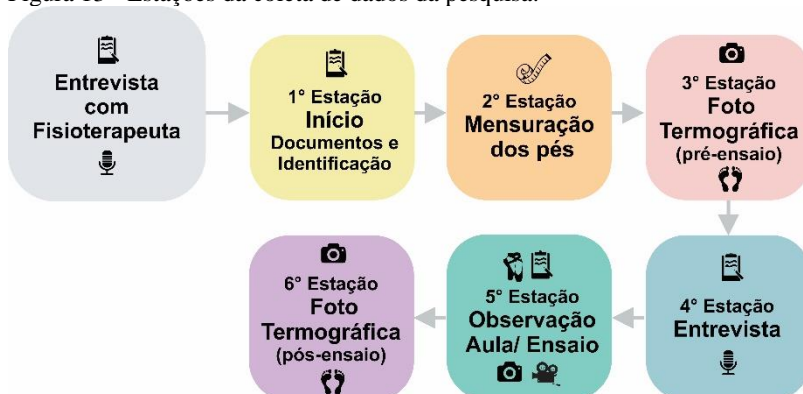 Figura 13 - Estações da coleta de dados da pesquisa.
Entrevista
com
Fisioterapeuta
1° Estação
Início
Documentos e
Identificação
2° Estação
Mensuração
dos pés
3° Estação
Foto
Termográfica
(pré-ensaio)
4° Estação
Entrevista
5° Estação
Observação
Aula/ Ensaio
6° Estação
Foto
Termográfica
(pós-ensaio)